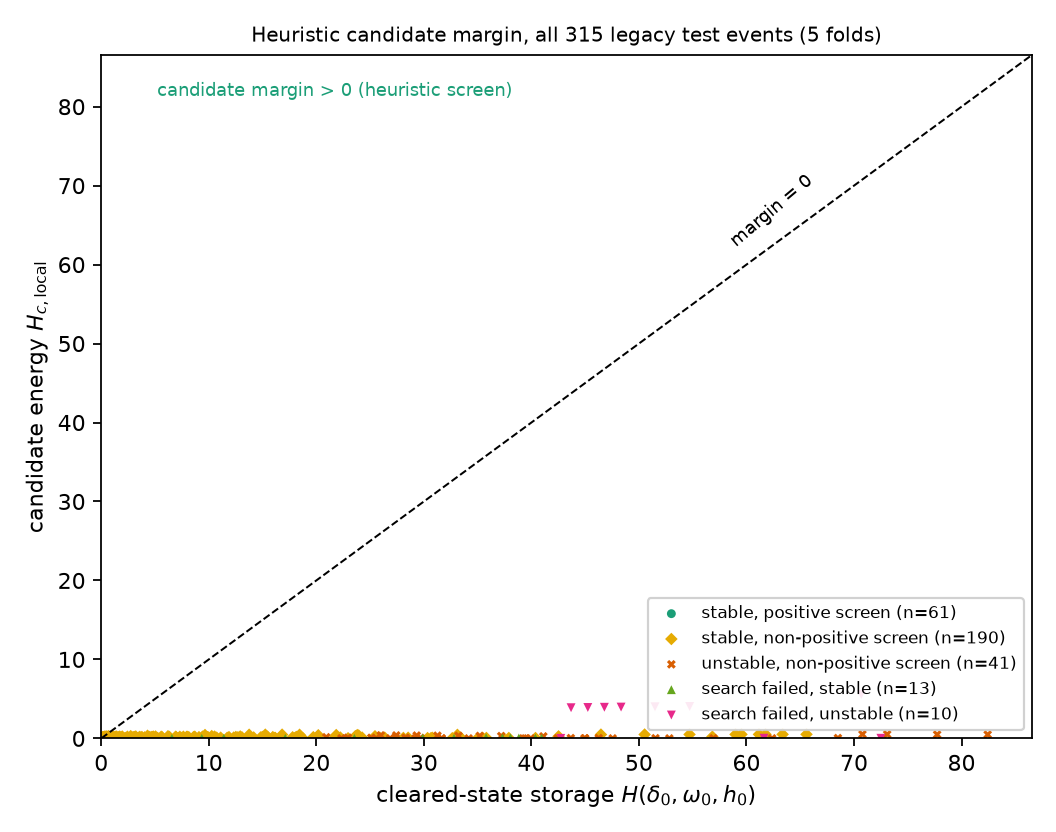 Heuristic candidate margin, all 315 legacy test events (5 folds)
candidate margin > 0 (heuristic screen)
margin = 0
candidate energy H_{c,local}
80
70
60
50
40
30
20
10
0
stable, positive screen (n=61)
stable, non-positive screen (n=190)
unstable, non-positive screen (n=41)
search failed, stable (n=13)
search failed, unstable (n=10)
0 10 20 30 40 50 60 70 80
cleared-state storage H(δ₀, ω₀, h₀)